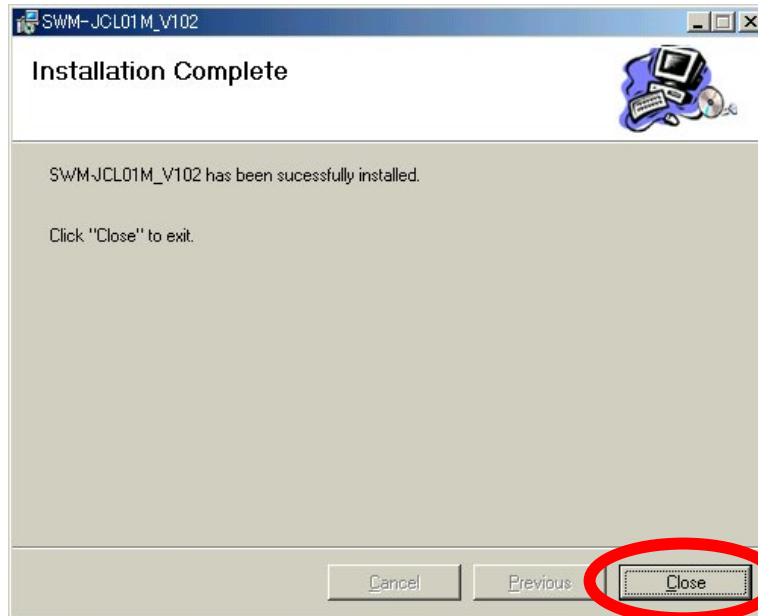 SWM-JCL01M_V102
Installation Complete
SWM-JCL01M_V102 has been sucessfully installed.
Click "Close" to exit.
Cancel Previous Close